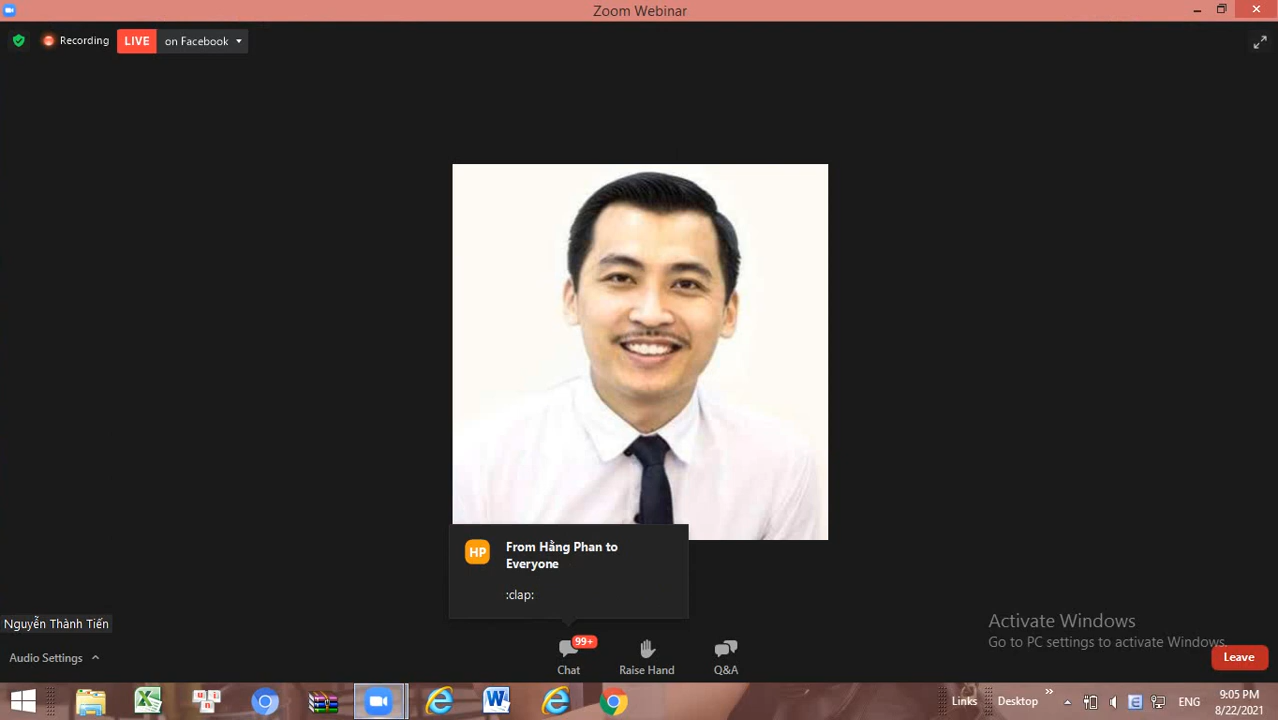 Zoom Webinar
Recording
LIVE
on Facebook
HP
From Hằng Phan to
Everyone
:clap:
Nguyễn Thành Tiến
Activate Windows
Go to PC settings to activate Windows.
Audio Settings
99+
Chat
Raise Hand
Q&A
Leave
Links
Desktop
ENG
9:05 PM
8/22/2021